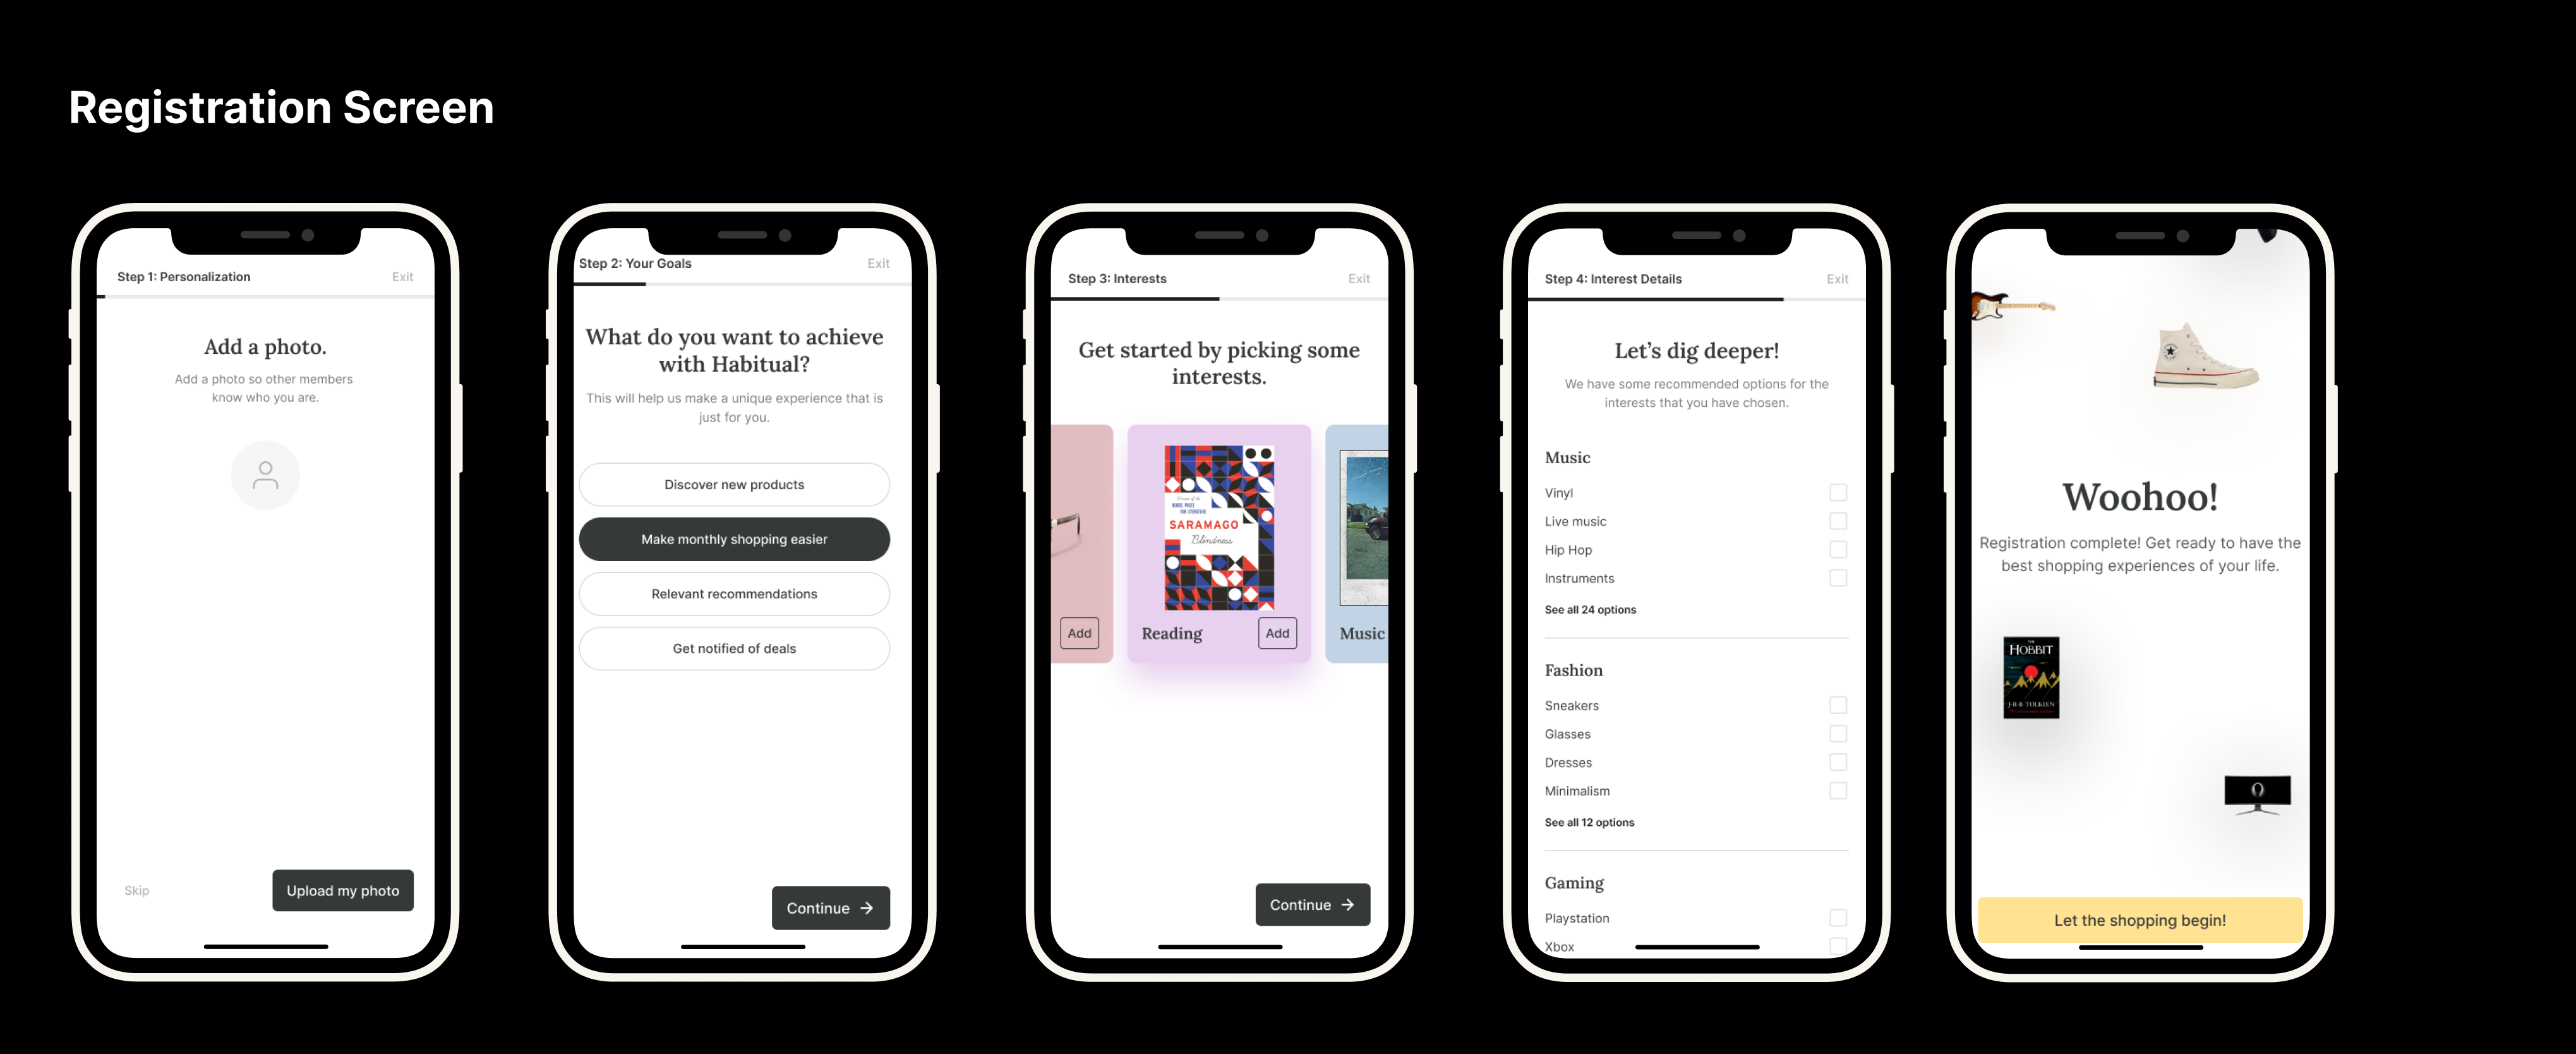 Registration Screen
Step 1: Personalization
Exit
Add a photo.
Add a photo so other members
know who you are.
Skip
Upload my photo
Step 2: Your Goals
Exit
What do you want to achieve
with Habitual?
This will help us make a unique experience that is
just for you.
Discover new products
Make monthly shopping easier
Relevant recommendations
Get notified of deals
Continue
Step 3: Interests
Exit
Get started by picking some
interests.
Add
NOBEL PRIZE
FOR LITERATURE
SARAMAGO
Blindness
Reading
Add
Music
Continue
Step 4: Interest Details
Exit
Let's dig deeper!
We have some recommended options for the
interests that you have chosen.
Music
Vinyl
Live music
Hip Hop
Instruments
See all 24 options
Fashion
Sneakers
Glasses
Dresses
Minimalism
See all 12 options
Gaming
Playstation
Xbox
Woohoo!
Registration complete! Get ready to have the
best shopping experiences of your life.
THE
HOBBIT
J·R·R·TOLKIEN
Let the shopping begin!